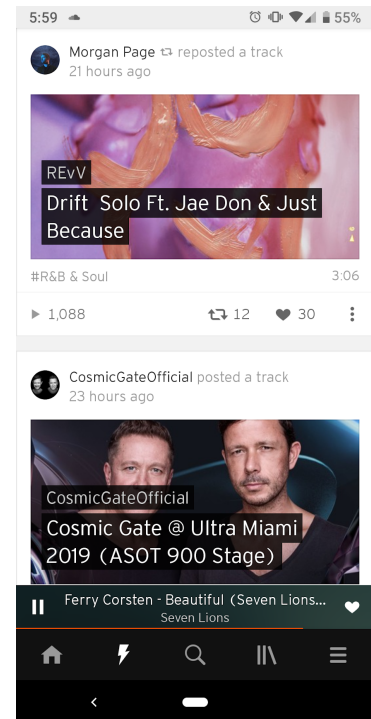 5:59
55%
Morgan Page reposted a track
21 hours ago
REvV
Drift Solo Ft. Jae Don & Just
Because
#R&B & Soul
3:06
1,088
12
30
CosmicGateOfficial posted a track
23 hours ago
CosmicGateOfficial
Cosmic Gate @ Ultra Miami
2019 (ASOT 900 Stage)
Ferry Corsten - Beautiful (Seven Lions...
Seven Lions